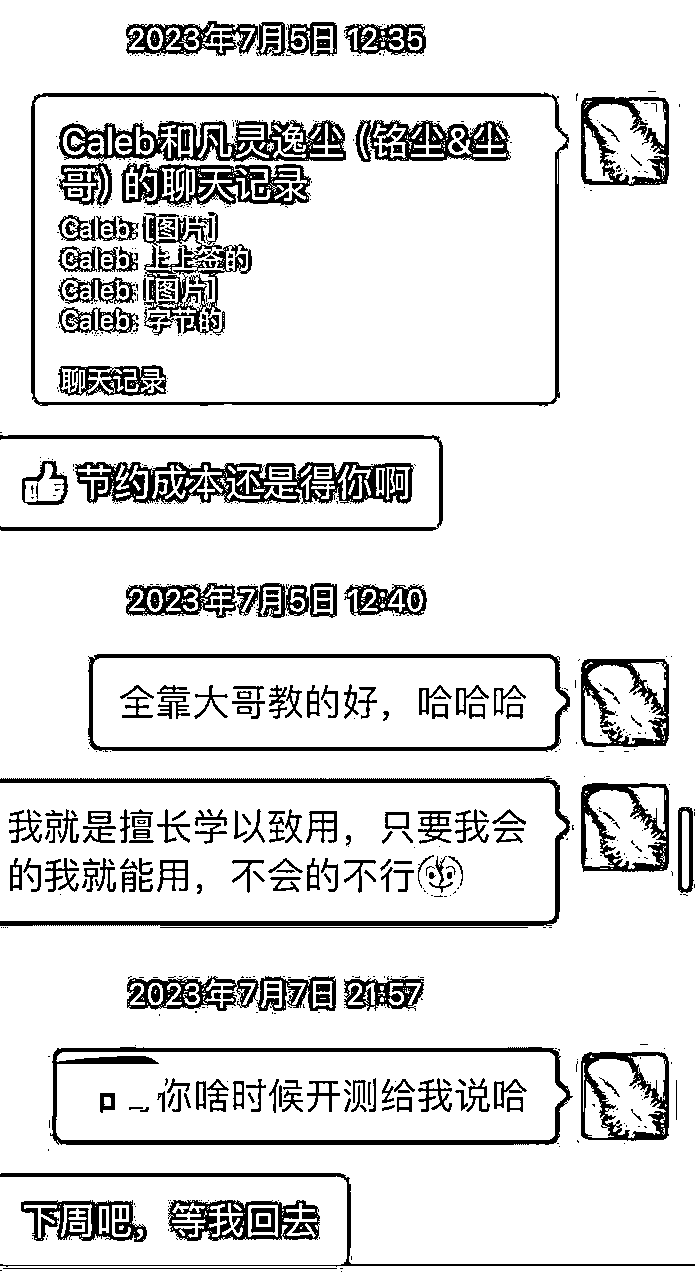 2023年7月5日 12:35
Caleb和凡灵逸尘（铭尘&尘
哥）的聊天记录
Caleb: [图片]
Caleb: 上上签的
Caleb: [图片]
Caleb: 字节的
聊天记录
👍节约成本还是得你啊
2023年7月5日 12:40
全靠大哥教的好，哈哈哈
我就是擅长学以致用，只要我会
的我就能用，不会的不行
2023年7月7日 21:57
你啥时候开测给我说哈
下周吧，等我回去